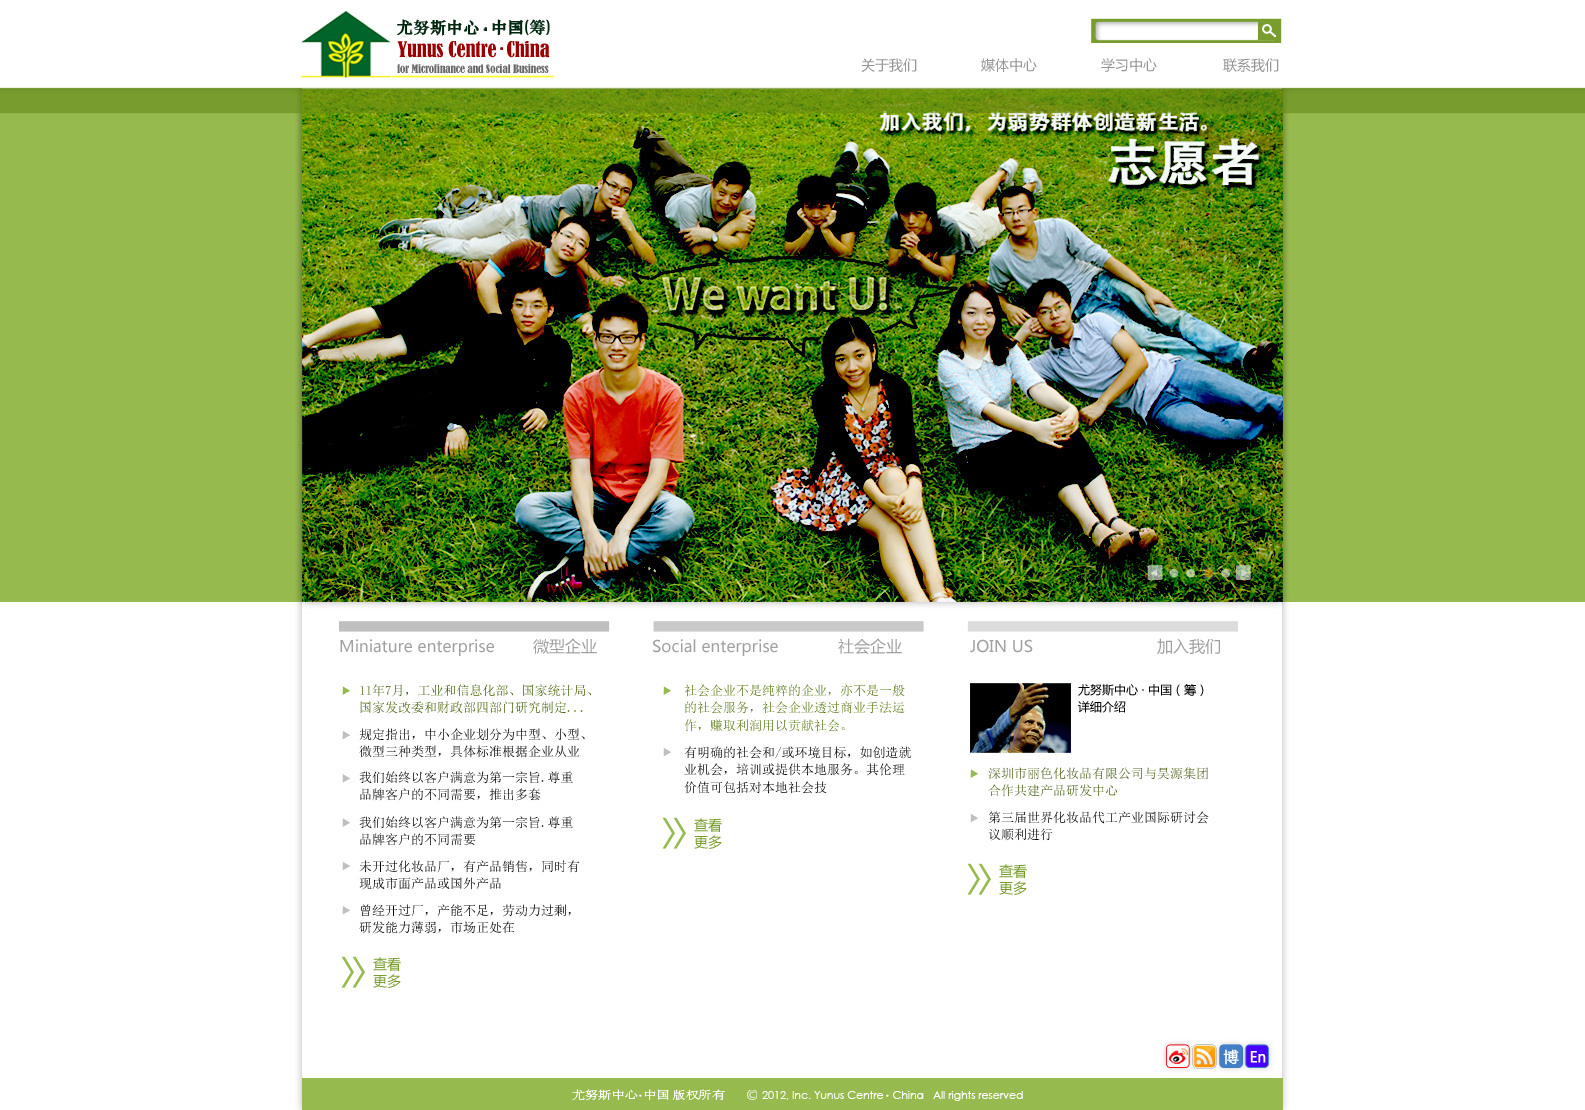 尤努斯中心·中国(筹)
Yunus Centre·China
for Microfinance and Social Business
关于我们
媒体中心
学习中心
联系我们
加入我们，为弱势群体创造新生活。
志愿者
We want U!
Miniature enterprise
微型企业
11年7月，工业和信息化部、国家统计局、
国家发改委和财政部四部门研究制定...
规定指出，中小企业划分为中型、小型、
微型三种类型，具体标准根据企业从业
我们始终以客户满意为第一宗旨.尊重
品牌客户的不同需要，推出多套
我们始终以客户满意为第一宗旨.尊重
品牌客户的不同需要
未开过化妆品厂，有产品销售，同时有
现成市面产品或国外产品
曾经开过厂，产能不足，劳动力过剩，
研发能力薄弱，市场正处在
查看
更多
Social enterprise
社会企业
社会企业不是纯粹的企业，亦不是一般
的社会服务，社会企业透过商业手法运
作，赚取利润用以贡献社会。
有明确的社会和/或环境目标，如创造就
业机会，培训或提供本地服务。其伦理
价值可包括对本地社会技
查看
更多
JOIN US
加入我们
尤努斯中心·中国（筹）
详细介绍
深圳市丽色化妆品有限公司与昊源集团
合作共建产品研发中心
第三届世界化妆品代工产业国际研讨会
议顺利进行
查看
更多
博
En
尤努斯中心·中国 版权所有
© 2012, Inc. Yunus Centre·China All rights reserved